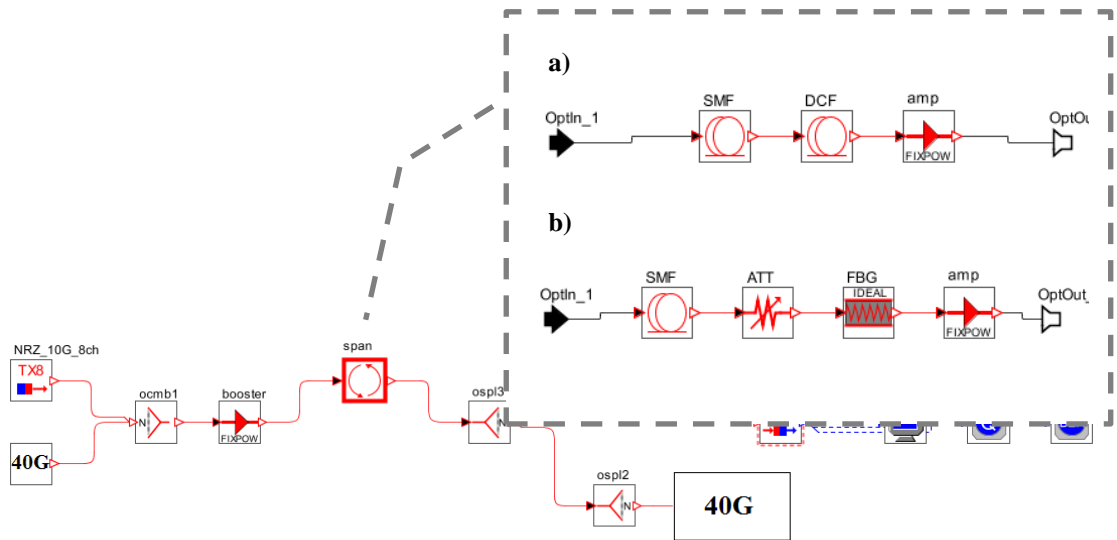 a)
SMF
DCF
amp
OptIn_1
OptOu
FIXPOW
b)
SMF
ATT
FBG
amp
IDEAL
OptIn_1
OptOut_
FIXPOW
NRZ_10G_8ch
TX8
ocmb1
booster
span
ospl3
N
FIXPOW
N
40G
ospl2
N
40G